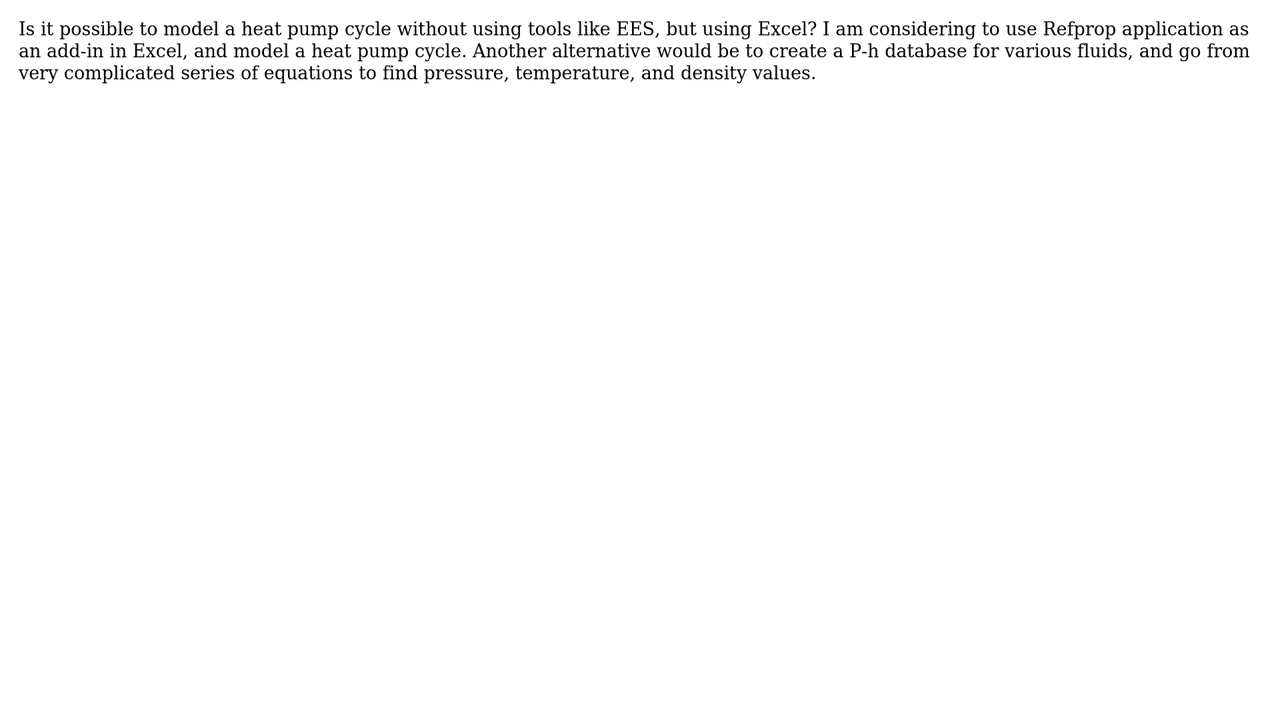 Is it possible to model a heat pump cycle without using tools like EES, but using Excel? I am considering to use Refprop application as
an add-in in Excel, and model a heat pump cycle. Another alternative would be to create a P-h database for various fluids, and go from
very complicated series of equations to find pressure, temperature, and density values.